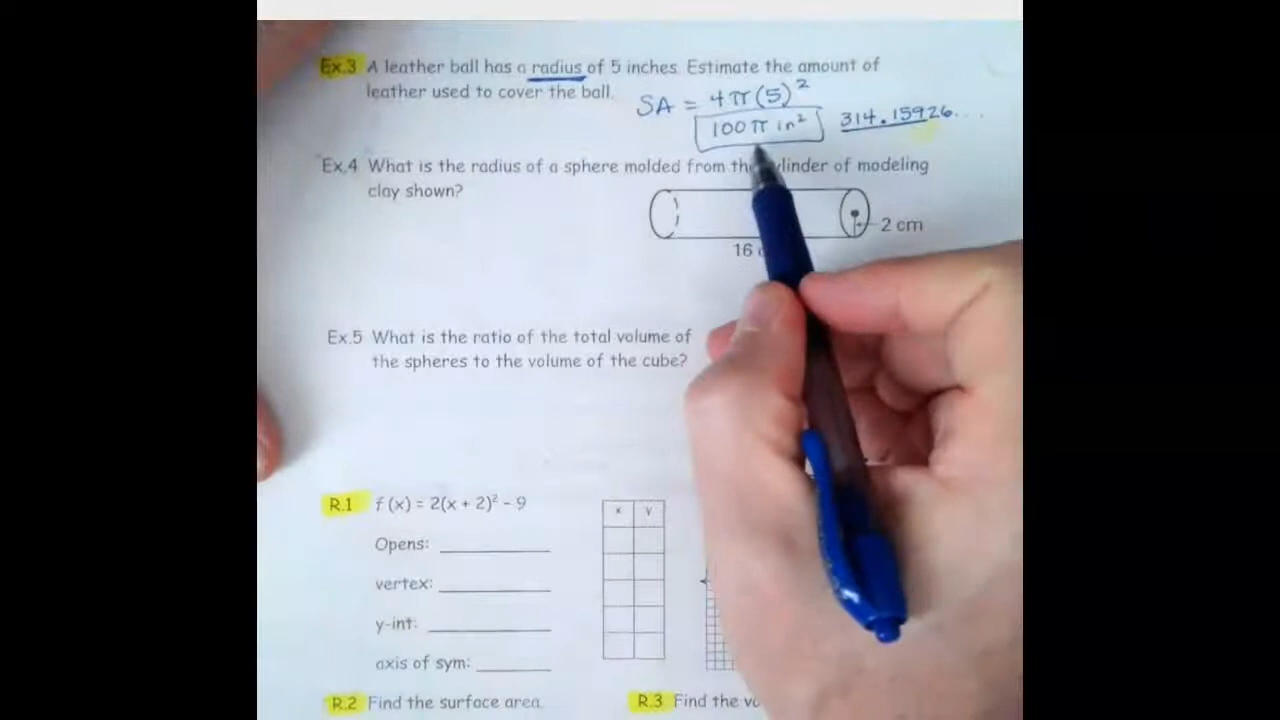 Ex.3 A leather ball has a radius of 5 inches. Estimate the amount of
leather used to cover the ball.
SA = 4π(5)²
100π in²
314.15926...
Ex.4 What is the radius of a sphere molded from the cylinder of modeling
clay shown?
2 cm
16
Ex.5 What is the ratio of the total volume of
the spheres to the volume of the cube?
R.1 f(x) = 2(x + 2)² - 9
x y
Opens:
vertex:
y-int:
axis of sym:
R.2 Find the surface area.
R.3 Find the